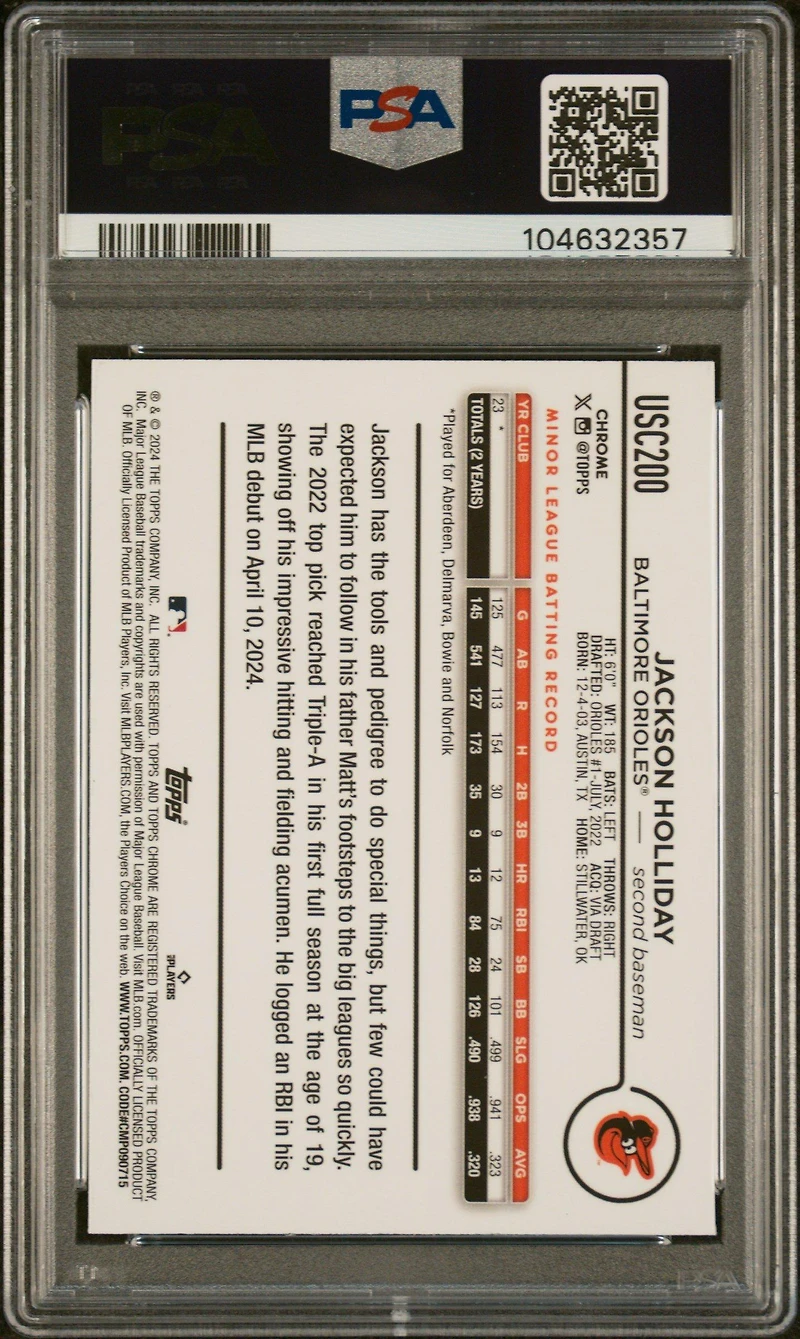 PSA
PSA
104632357
USC200
JACKSON HOLLIDAY
BALTIMORE ORIOLES® — second baseman
CHROME
@TOPPS
HT: 6'0" WT: 185 BATS: LEFT THROWS: RIGHT
DRAFTED: ORIOLES #1-JULY, 2022 ACQ: VIA DRAFT
BORN: 12-4-03, AUSTIN, TX HOME: STILLWATER, OK
MINOR LEAGUE BATTING RECORD
YR CLUB G AB R H 2B 3B HR RBI SB BB SLG OPS AVG
23 * 125 477 113 154 30 9 12 75 24 101 .499 .941 .323
TOTALS (2 YEARS) 145 541 127 173 35 9 13 84 28 126 .490 .938 .320
*Played for Aberdeen, Delmarva, Bowie and Norfolk
Jackson has the tools and pedigree to do special things, but few could have
expected him to follow in his father Matt's footsteps to the big leagues so quickly.
The 2022 top pick reached Triple-A in his first full season at the age of 19,
showing off his impressive hitting and fielding acumen. He logged an RBI in his
MLB debut on April 10, 2024.
topps®
PLAYERS
® & © 2024 THE TOPPS COMPANY, INC. ALL RIGHTS RESERVED. TOPPS AND TOPPS CHROME ARE REGISTERED TRADEMARKS OF THE TOPPS COMPANY,
INC. Major League Baseball trademarks and copyrights are used with permission of Major League Baseball. Visit MLB.com. OFFICIALLY LICENSED PRODUCT
OF MLB Players, Inc. Officially Licensed Product of MLB Players, Inc. Visit MLBPLAYERS.COM, the Players Choice on the web. WWW.TOPPS.COM. CODE#CMP090715